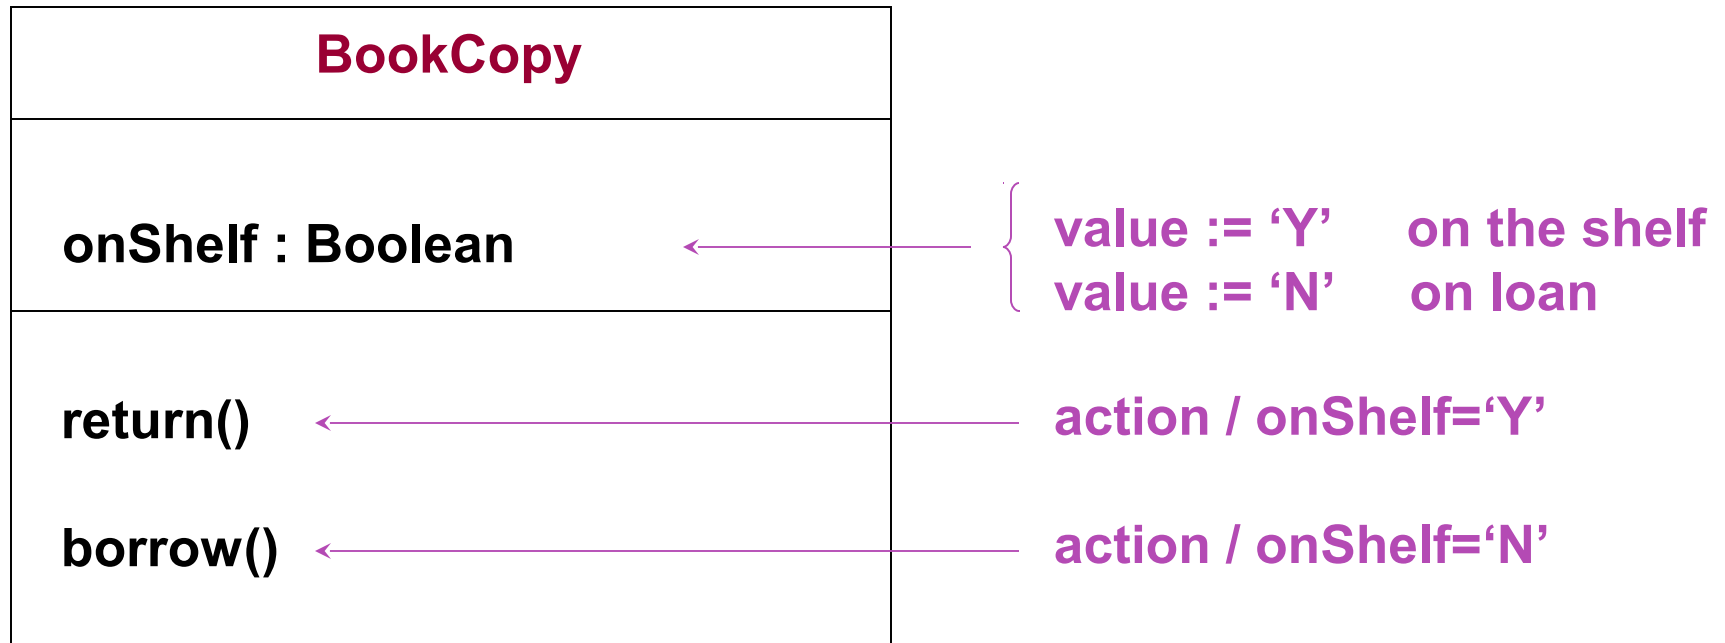 BookCopy
onShelf : Boolean
value := ‘Y’ on the shelf
value := ‘N’ on loan
return()
action / onShelf=‘Y’
borrow()
action / onShelf=‘N’